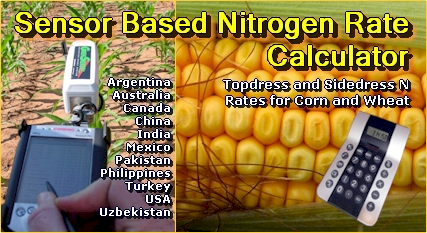 Sensor Based Nitrogen Rate
Calculator
Argentina
Australia
Canada
China
India
Mexico
Pakistan
Philippines
Turkey
USA
Uzbekistan
Topdress and Sidedress N
Rates for Corn and Wheat